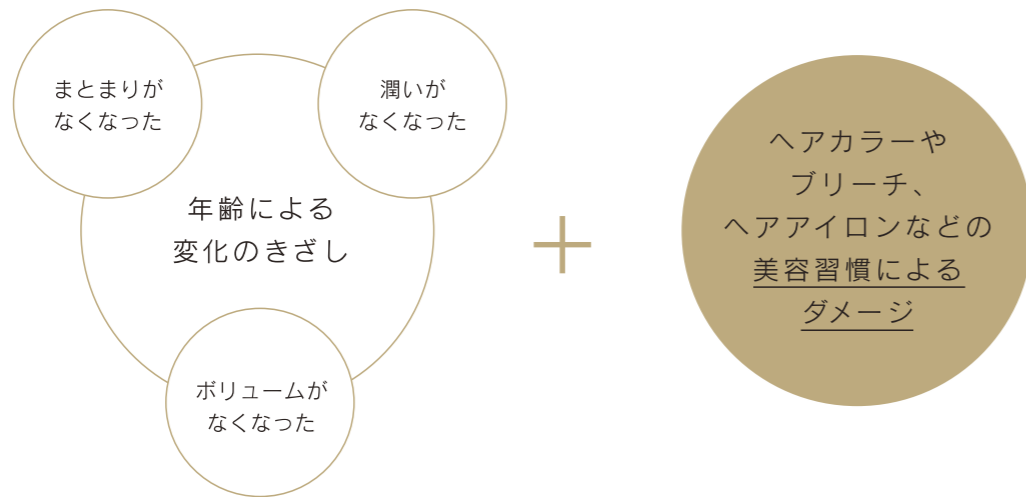 まとまりが
なくなった
潤いが
なくなった
年齢による
変化のきざし
ボリュームが
なくなった
+
ヘアカラーや
ブリーチ、
ヘアアイロンなどの
美容習慣による
ダメージ